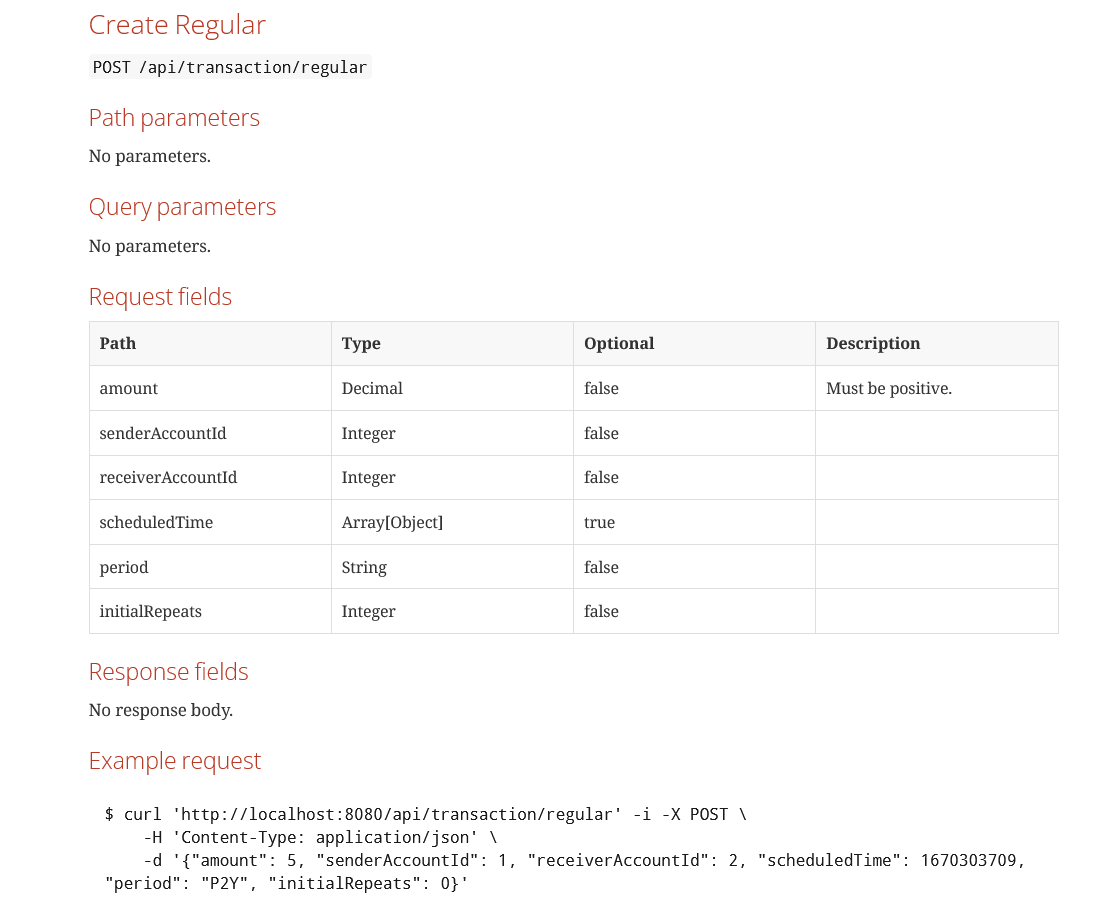 Create Regular
POST /api/transaction/regular
Path parameters
No parameters.
Query parameters
No parameters.
Request fields
Path Type Optional Description
amount Decimal false Must be positive.
senderAccountId Integer false
receiverAccountId Integer false
scheduledTime Array[Object] true
period String false
initialRepeats Integer false
Response fields
No response body.
Example request
$ curl 'http://localhost:8080/api/transaction/regular' -i -X POST \
    -H 'Content-Type: application/json' \
    -d '{"amount": 5, "senderAccountId": 1, "receiverAccountId": 2, "scheduledTime": 1670303709,
"period": "P2Y", "initialRepeats": 0}'